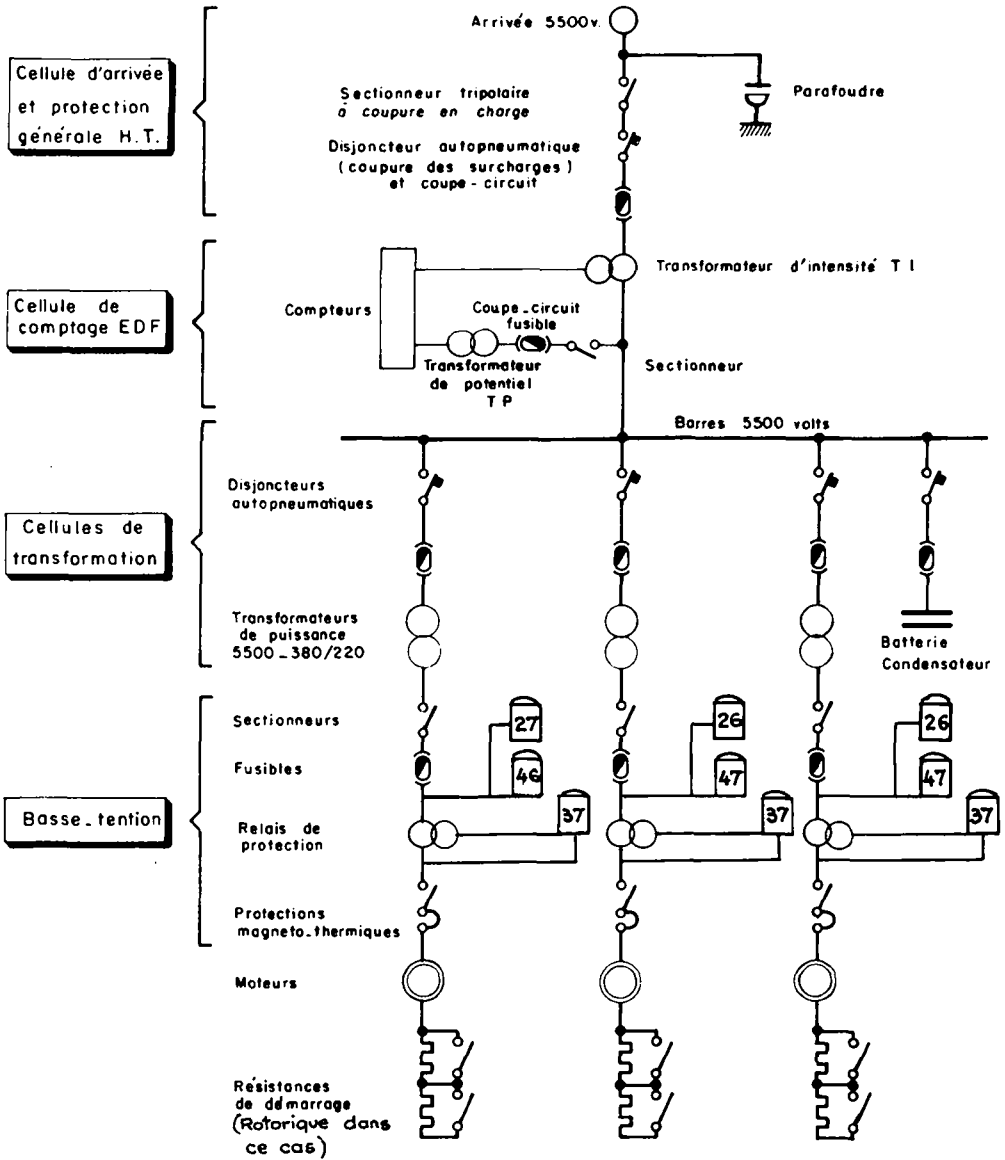 Arrivée 5500v.
Cellule d'arrivée
et protection
générale H.T.
Sectionneur tripolaire
à coupure en charge
Parafoudre
Disjoncteur autopneumatique
(coupure des surcharges)
et coupe-circuit
Transformateur d'intensité T I
Cellule de
comptage EDF
Compteurs
Coupe_circuit
fusible
Transformateur
de potentiel
T P
Sectionneur
Barres 5500 volts
Disjoncteurs
autopneumatiques
Cellules de
transformation
Transformateurs
de puissance
5500_380/220
Batterie
Condensateur
Sectionneurs
27
26
26
Fusibles
46
47
47
Basse_tention
Relais de
protection
37
37
37
Protections
magneto_thermiques
Moteurs
Résistances
de démarrage
(Rotorique dans
ce cas)